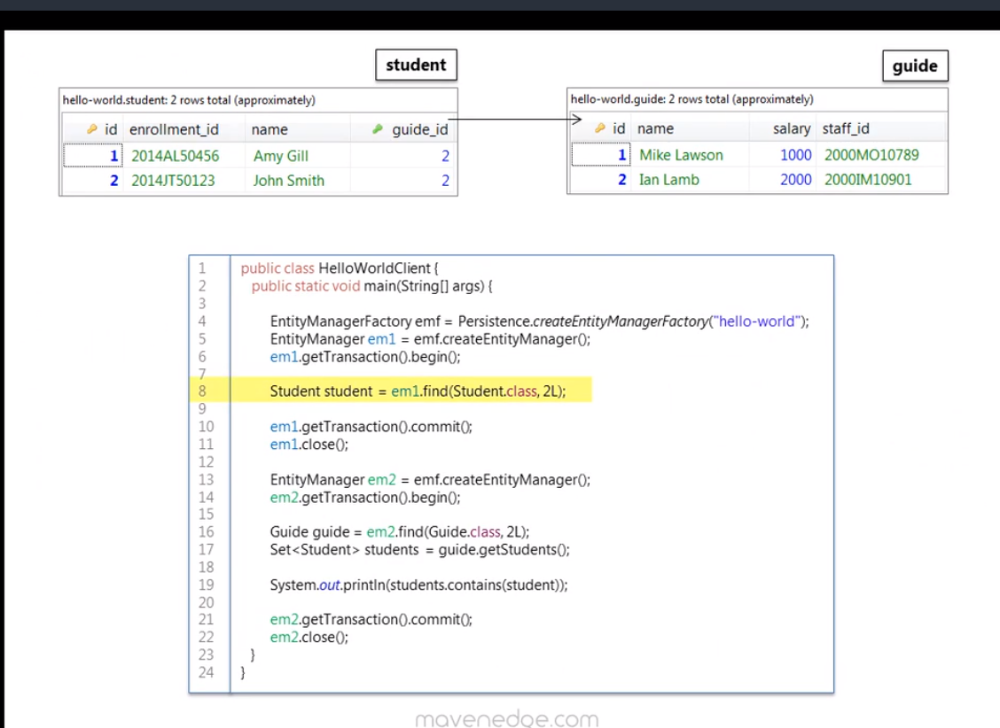 student
guide
hello-world.student: 2 rows total (approximately)
id enrollment_id name guide_id
1 2014AL50456 Amy Gill 2
2 2014JT50123 John Smith 2
hello-world.guide: 2 rows total (approximately)
id name salary staff_id
1 Mike Lawson 1000 2000MO10789
2 Ian Lamb 2000 2000IM10901
1 public class HelloWorldClient {
2 public static void main(String[] args) {
3
4 EntityManagerFactory emf = Persistence.createEntityManagerFactory("hello-world");
5 EntityManager em1 = emf.createEntityManager();
6 em1.getTransaction().begin();
7
8 Student student = em1.find(Student.class, 2L);
9
10 em1.getTransaction().commit();
11 em1.close();
12
13 EntityManager em2 = emf.createEntityManager();
14 em2.getTransaction().begin();
15
16 Guide guide = em2.find(Guide.class, 2L);
17 Set<Student> students = guide.getStudents();
18
19 System.out.println(students.contains(student));
20
21 em2.getTransaction().commit();
22 em2.close();
23 }
24 }
mavenedge.com